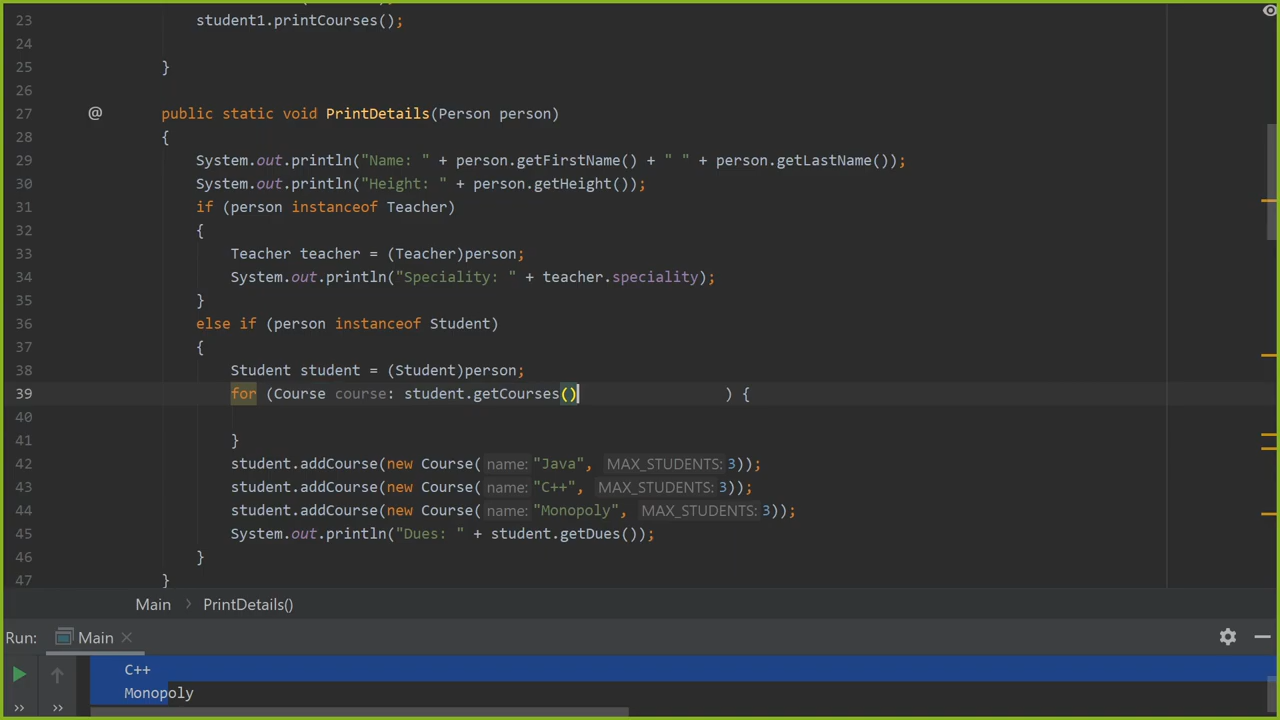 23 student1.printCourses();
24
25 }
26
27 @ public static void PrintDetails(Person person)
28 {
29 System.out.println("Name: " + person.getFirstName() + " " + person.getLastName());
30 System.out.println("Height: " + person.getHeight());
31 if (person instanceof Teacher)
32 {
33 Teacher teacher = (Teacher)person;
34 System.out.println("Speciality: " + teacher.speciality);
35 }
36 else if (person instanceof Student)
37 {
38 Student student = (Student)person;
39 for (Course course: student.getCourses() ) {
40
41 }
42 student.addCourse(new Course( name: "Java", MAX_STUDENTS: 3));
43 student.addCourse(new Course( name: "C++", MAX_STUDENTS: 3));
44 student.addCourse(new Course( name: "Monopoly", MAX_STUDENTS: 3));
45 System.out.println("Dues: " + student.getDues());
46 }
47 }
Main > PrintDetails()
Run: Main ×
C++
Monopoly
>> >>